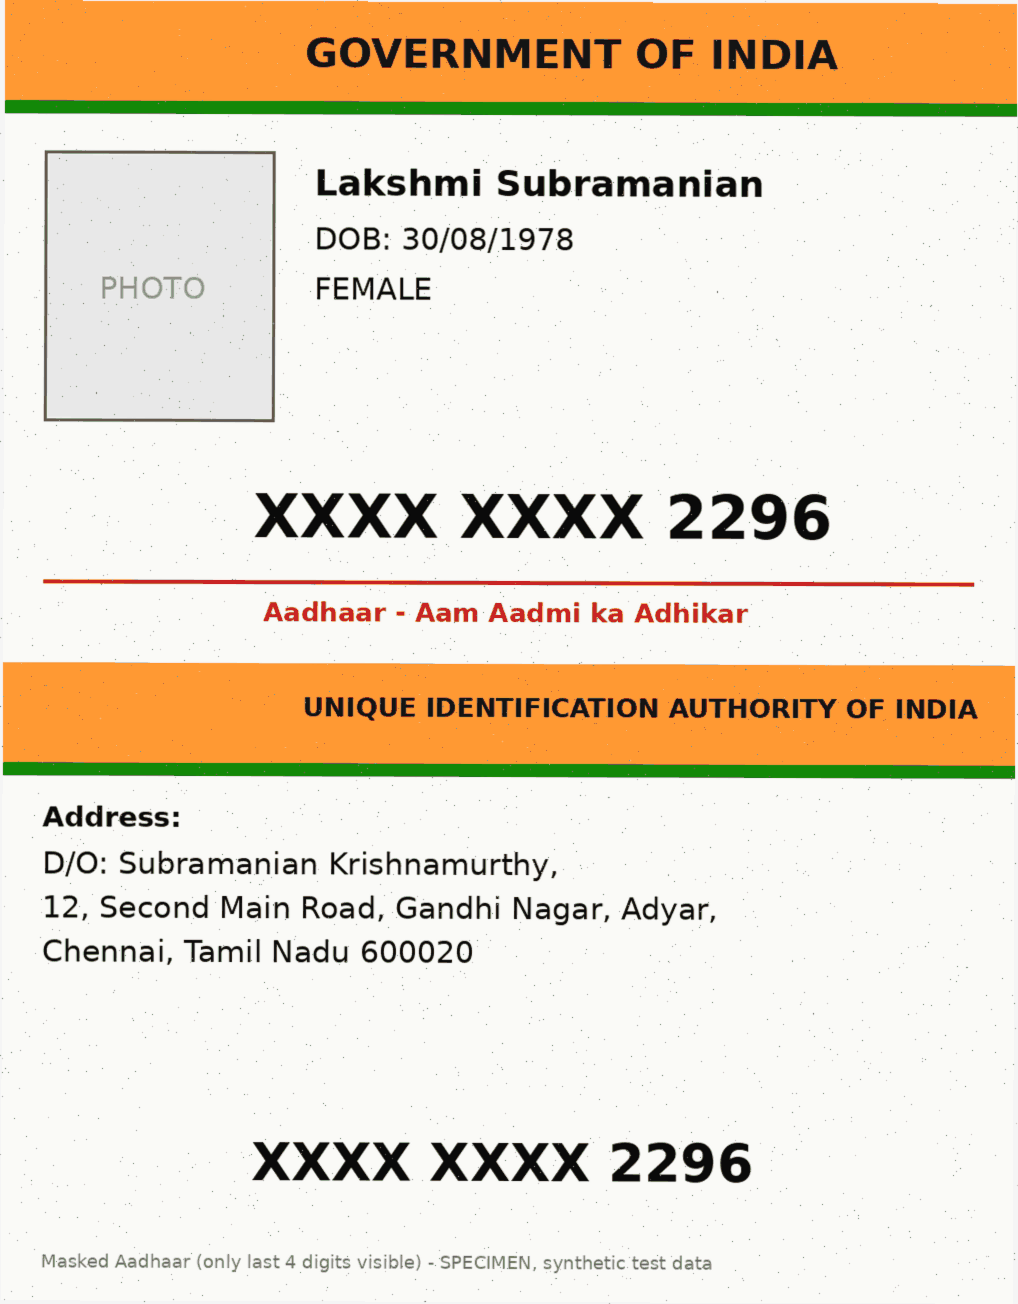 GOVERNMENT OF INDIA
PHOTO
Lakshmi Subramanian
DOB: 30/08/1978
FEMALE
XXXX XXXX 2296
Aadhaar - Aam Aadmi ka Adhikar
UNIQUE IDENTIFICATION AUTHORITY OF INDIA
Address:
D/O: Subramanian Krishnamurthy,
12, Second Main Road, Gandhi Nagar, Adyar,
Chennai, Tamil Nadu 600020
XXXX XXXX 2296
Masked Aadhaar (only last 4 digits visible) - SPECIMEN, synthetic test data